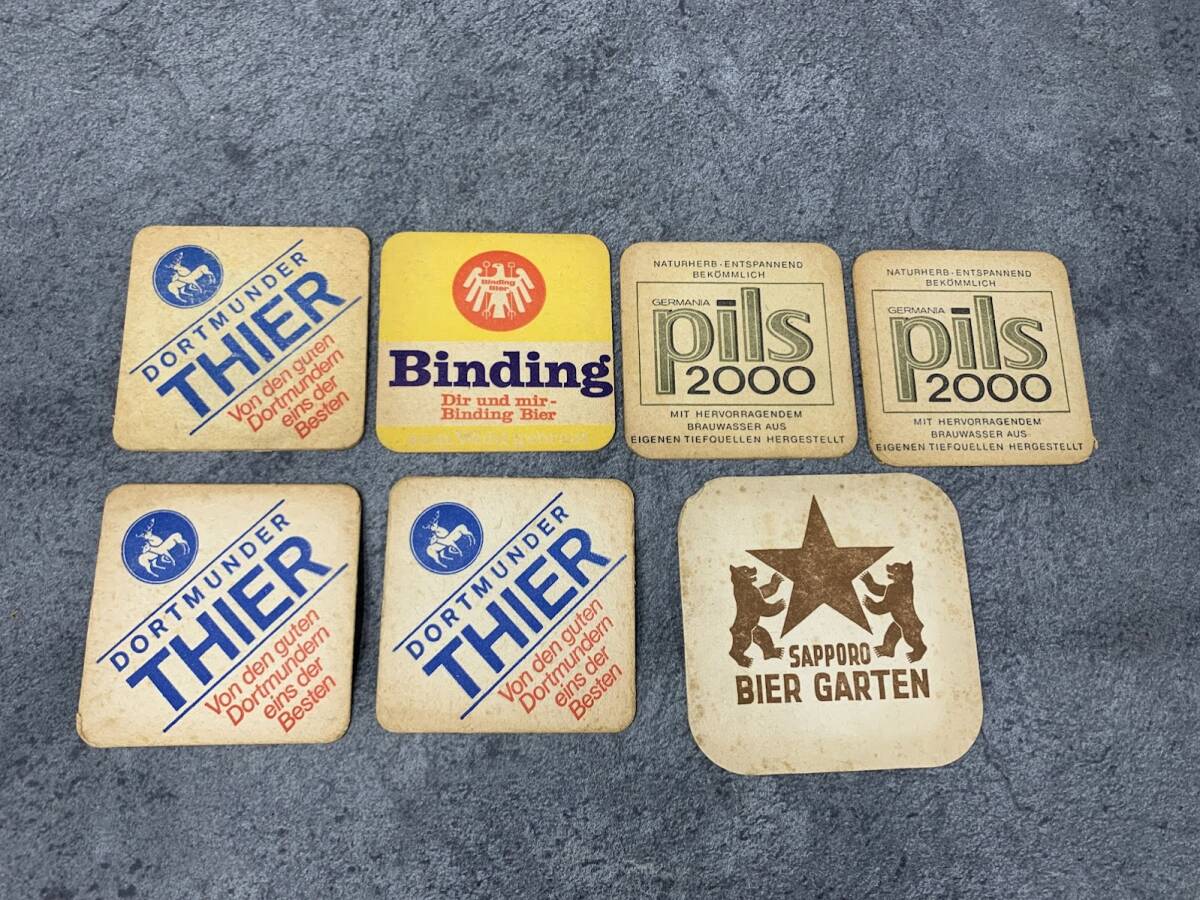 DORTMUNDER
THIER
Von den guten
Dortmundern
eins der
Besten
Binding
Bier
Binding
Dir und mir-
Binding Bier
NATURHERB·ENTSPANNEND
BEKÖMMLICH
GERMANIA
pils
2000
MIT HERVORRAGENDEM
BRAUWASSER AUS
EIGENEN TIEFQUELLEN HERGESTELLT
NATURHERB·ENTSPANNEND
BEKÖMMLICH
GERMANIA
pils
2000
MIT HERVORRAGENDEM
BRAUWASSER AUS
EIGENEN TIEFQUELLEN HERGESTELLT
DORTMUNDER
THIER
Von den guten
Dortmundern
eins der
Besten
DORTMUNDER
THIER
Von den guten
Dortmundern
eins der
Besten
SAPPORO
BIER GARTEN